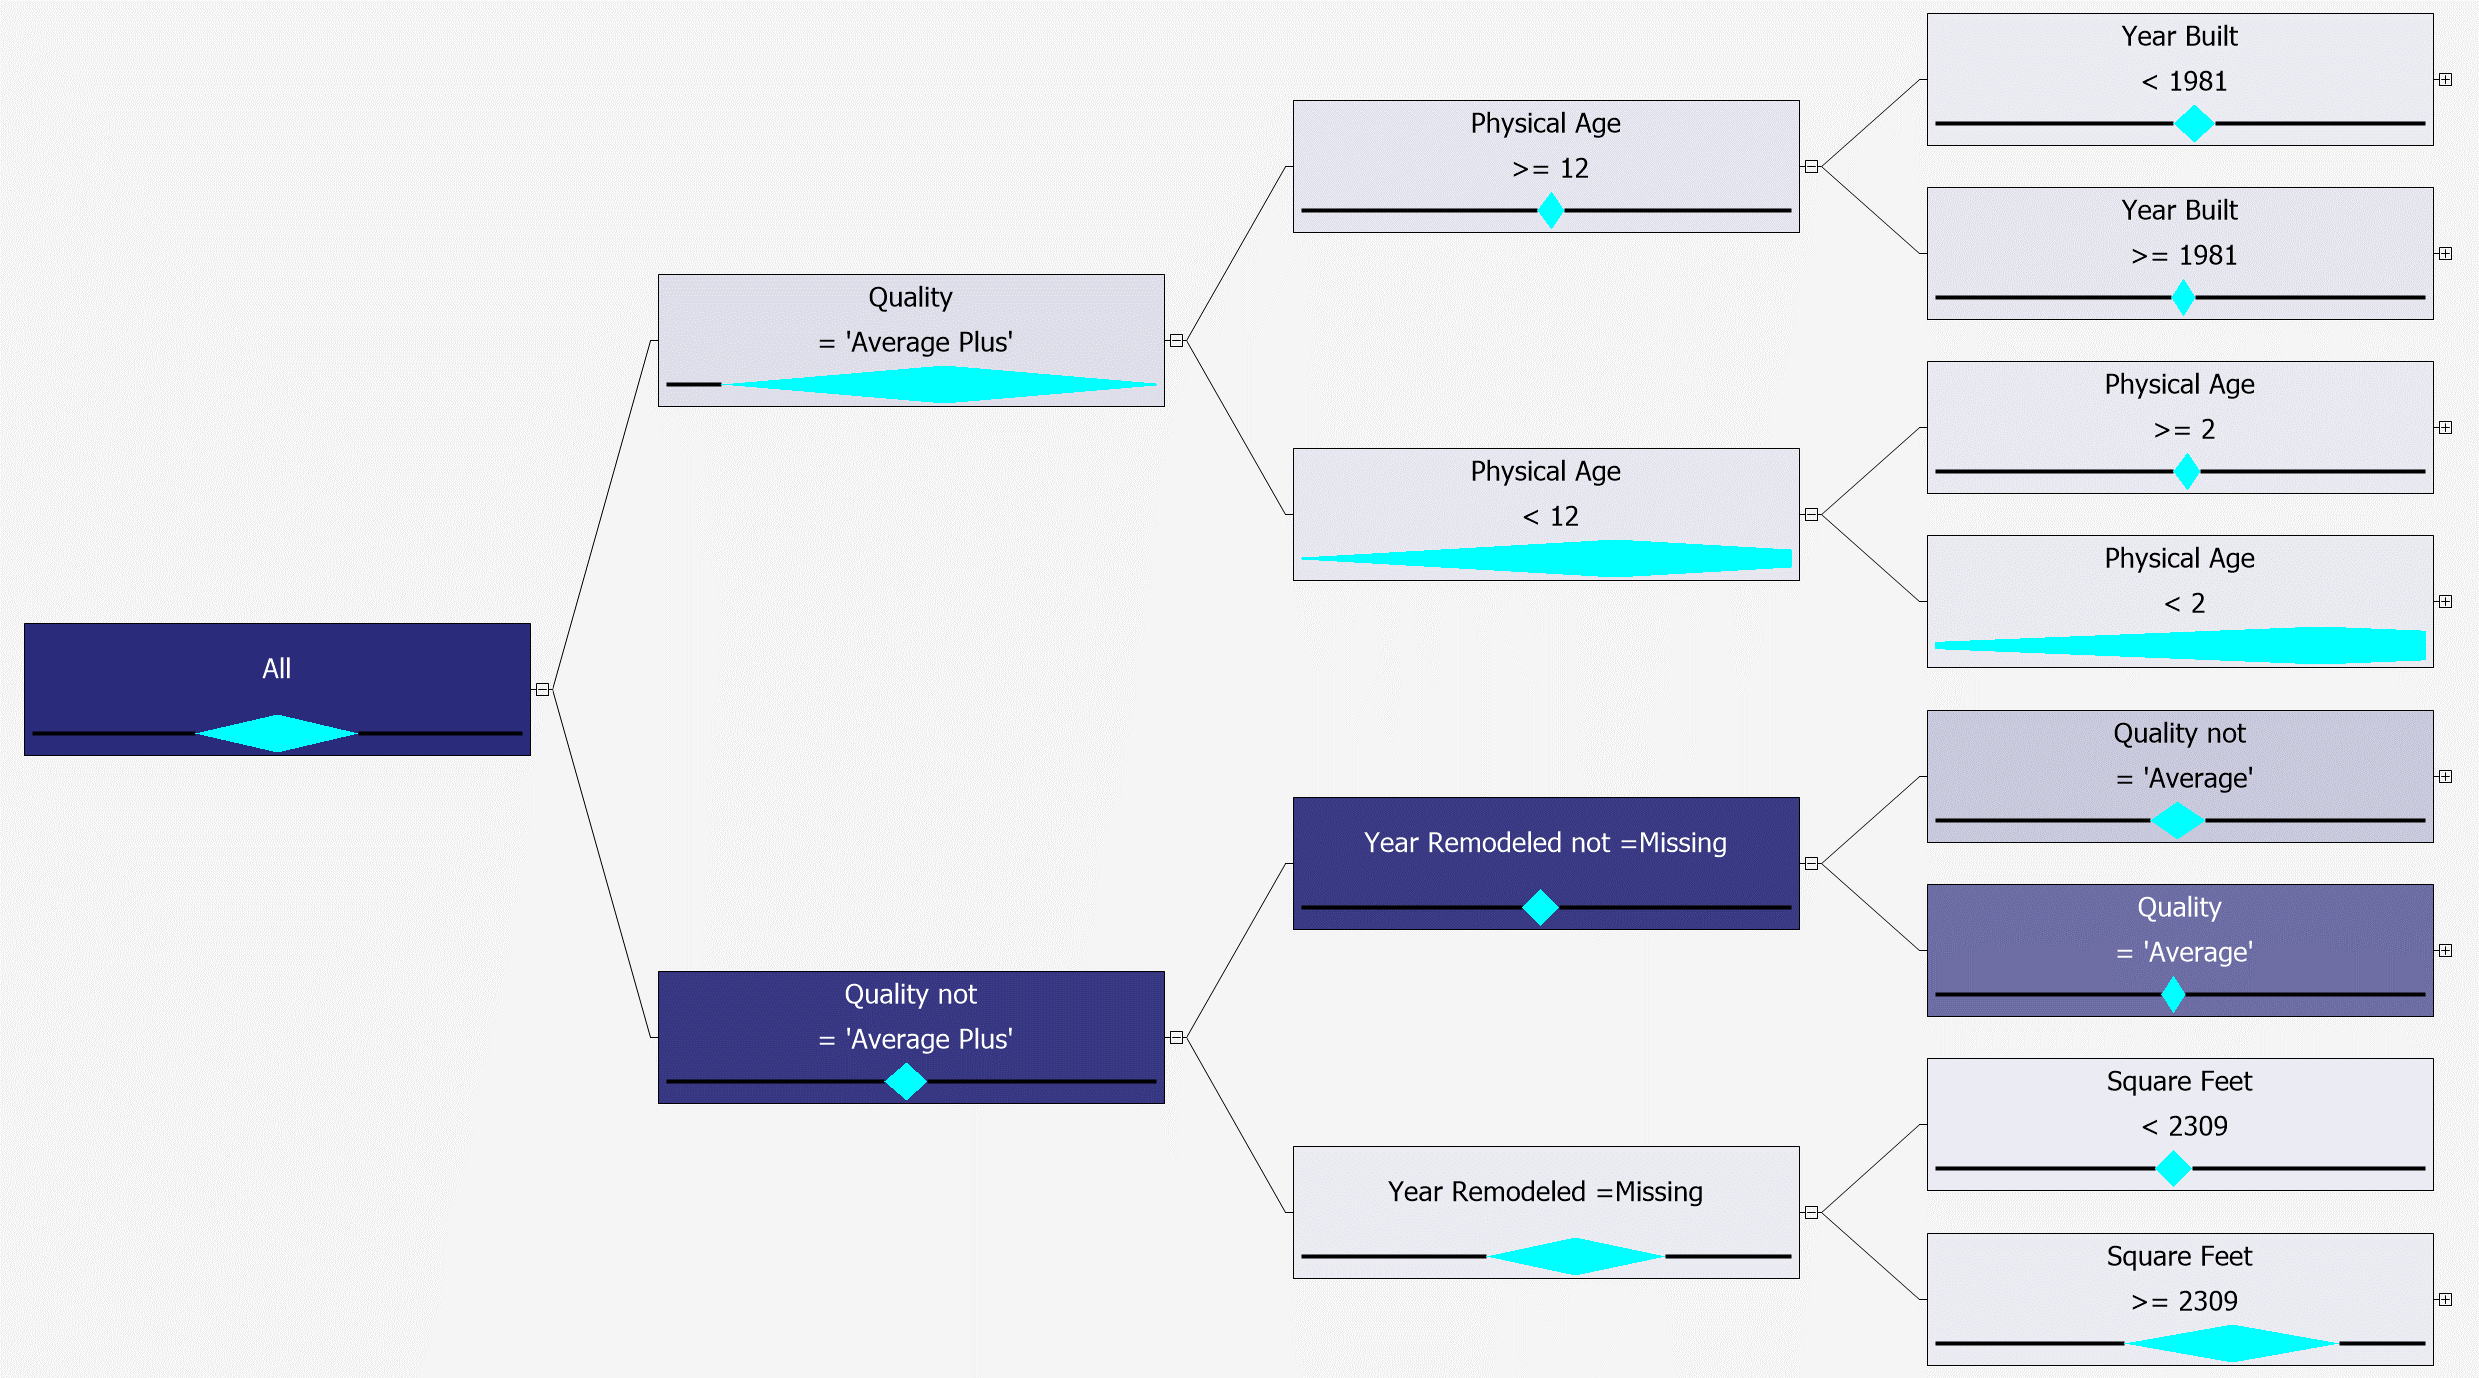 All
Quality
= 'Average Plus'
Physical Age
>= 12
Year Built
< 1981
Year Built
>= 1981
Physical Age
< 12
Physical Age
>= 2
Physical Age
< 2
Quality not
= 'Average Plus'
Year Remodeled not =Missing
Quality not
= 'Average'
Quality
= 'Average'
Year Remodeled =Missing
Square Feet
< 2309
Square Feet
>= 2309